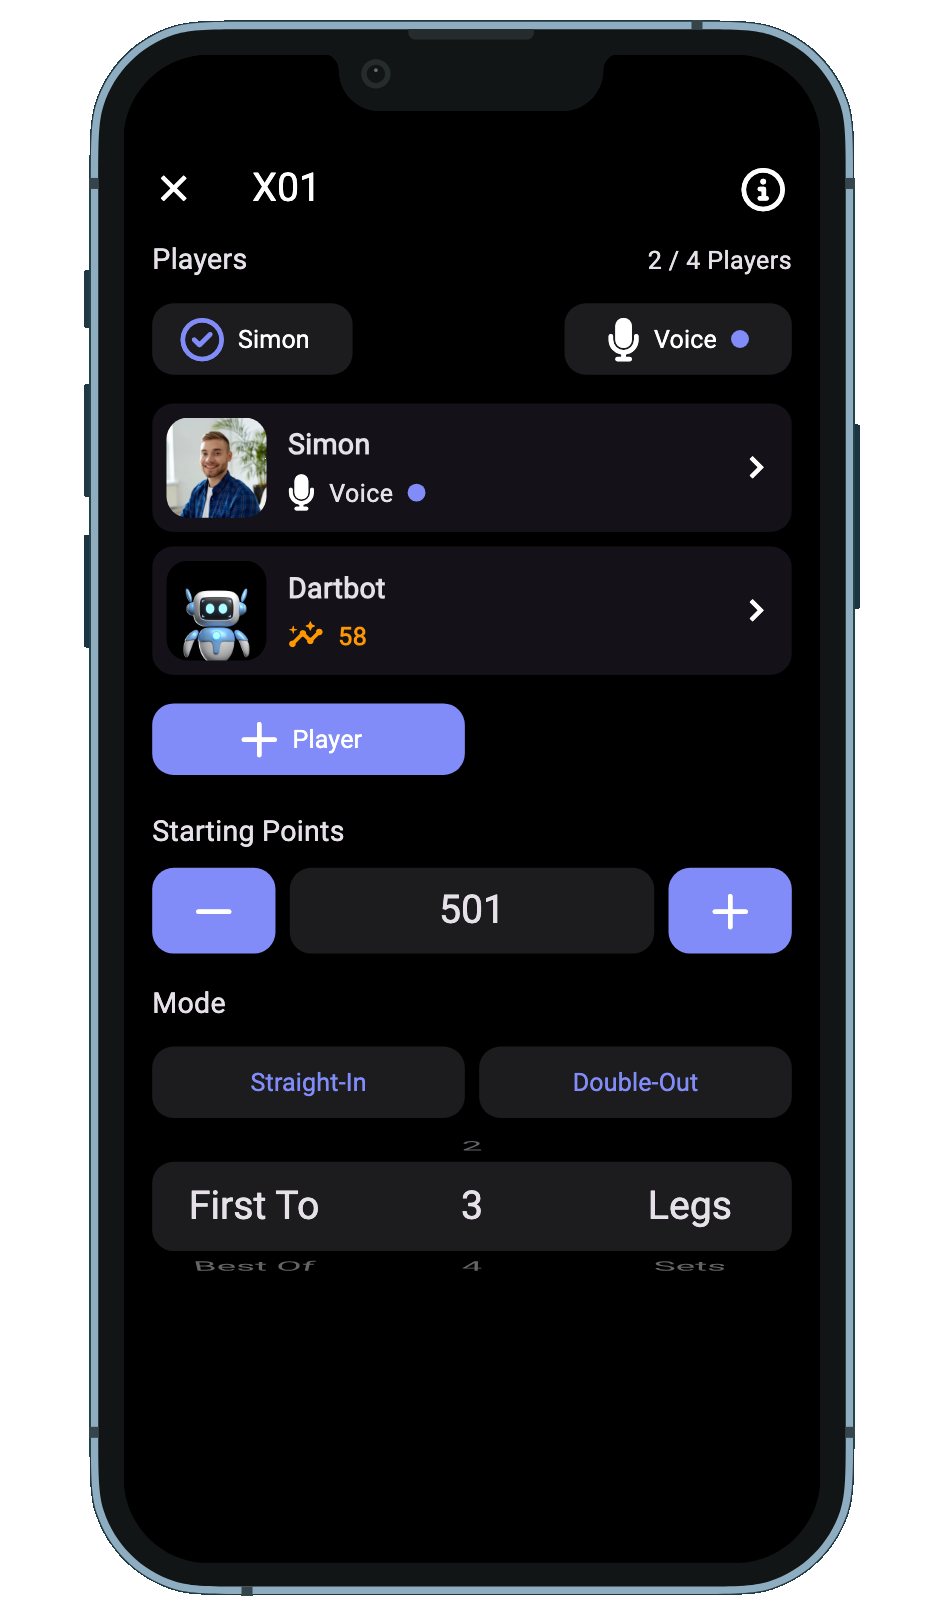 X01
Players
2 / 4 Players
Simon
Voice
Simon
Voice
Dartbot
58
Player
Starting Points
501
Mode
Straight-In
Double-Out
2
First To 3 Legs
Best Of 4 Sets